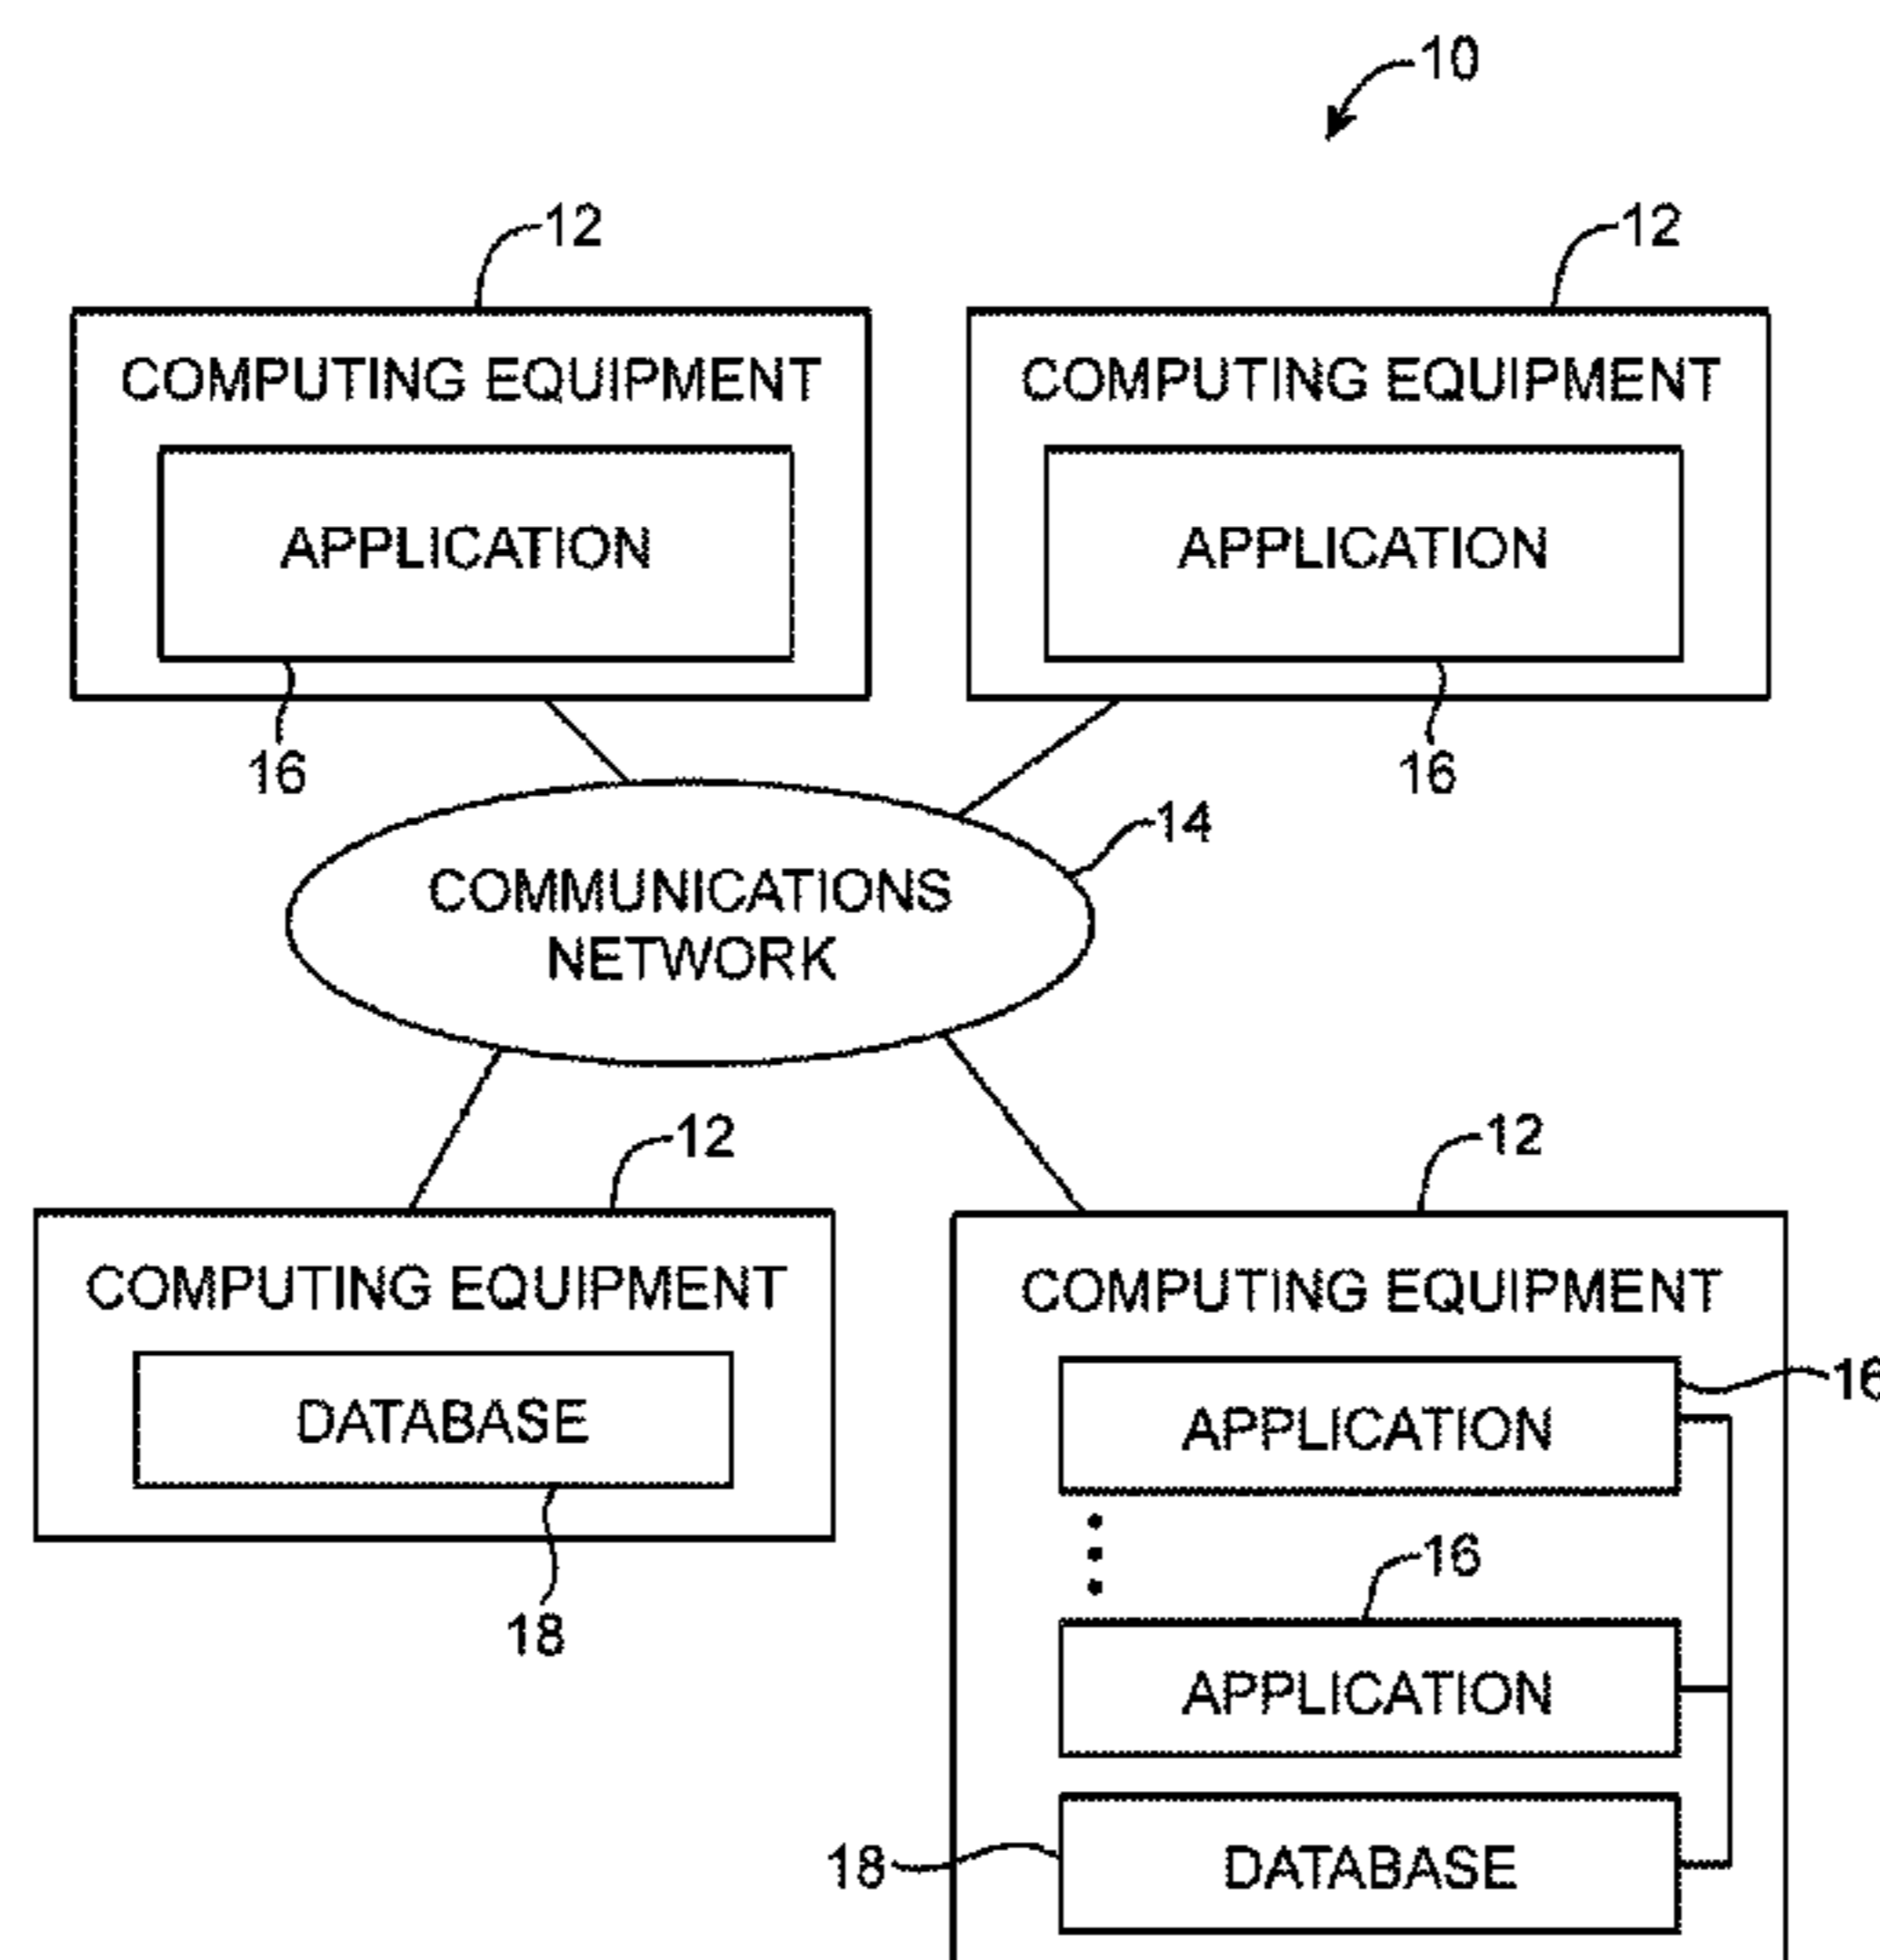 10
12
12
COMPUTING EQUIPMENT
COMPUTING EQUIPMENT
APPLICATION
APPLICATION
16
16
14
COMMUNICATIONS
NETWORK
12
12
COMPUTING EQUIPMENT
COMPUTING EQUIPMENT
DATABASE
APPLICATION
16
16
18
APPLICATION
18
DATABASE